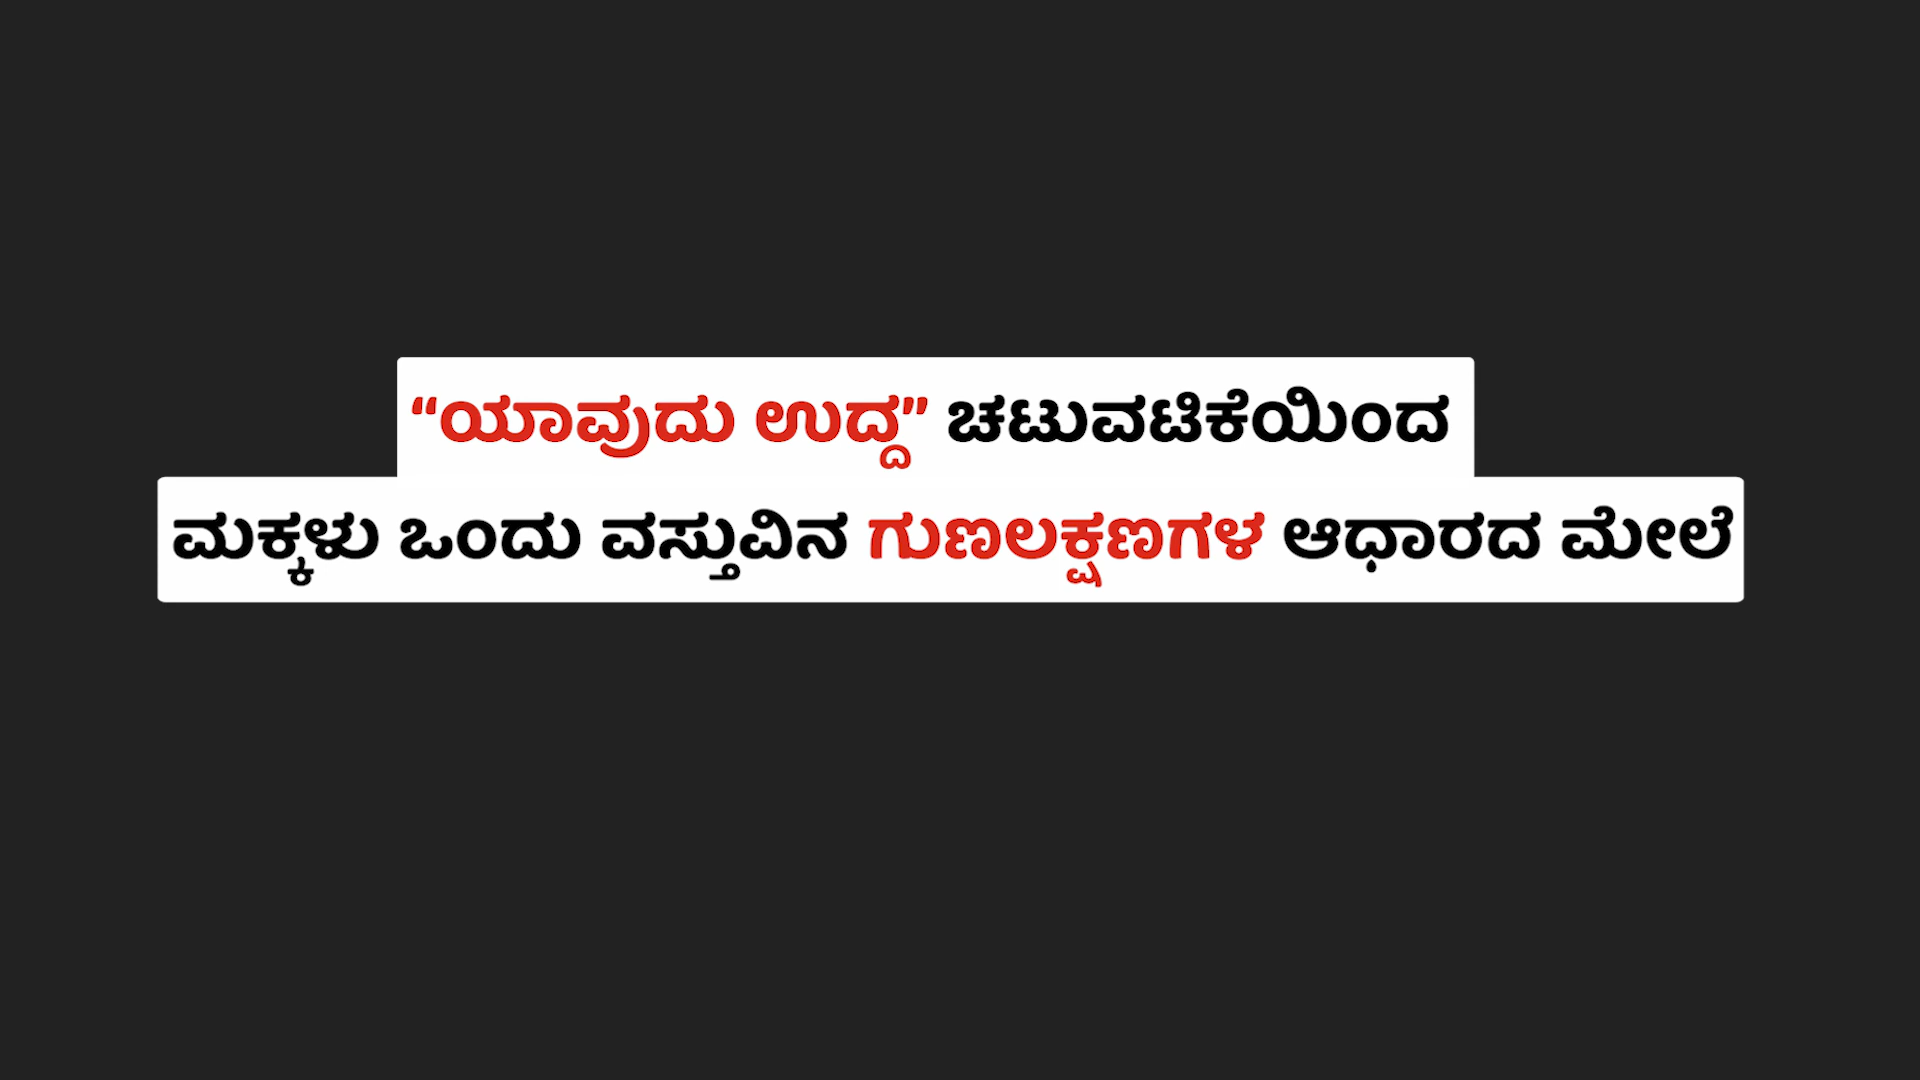 “ಯಾವುದು ಉದ್ದ” ಚಟುವಟಿಕೆಯಿಂದ
ಮಕ್ಕಳು ಒಂದು ವಸ್ತುವಿನ ಗುಣಲಕ್ಷಣಗಳ ಆಧಾರದ ಮೇಲೆ